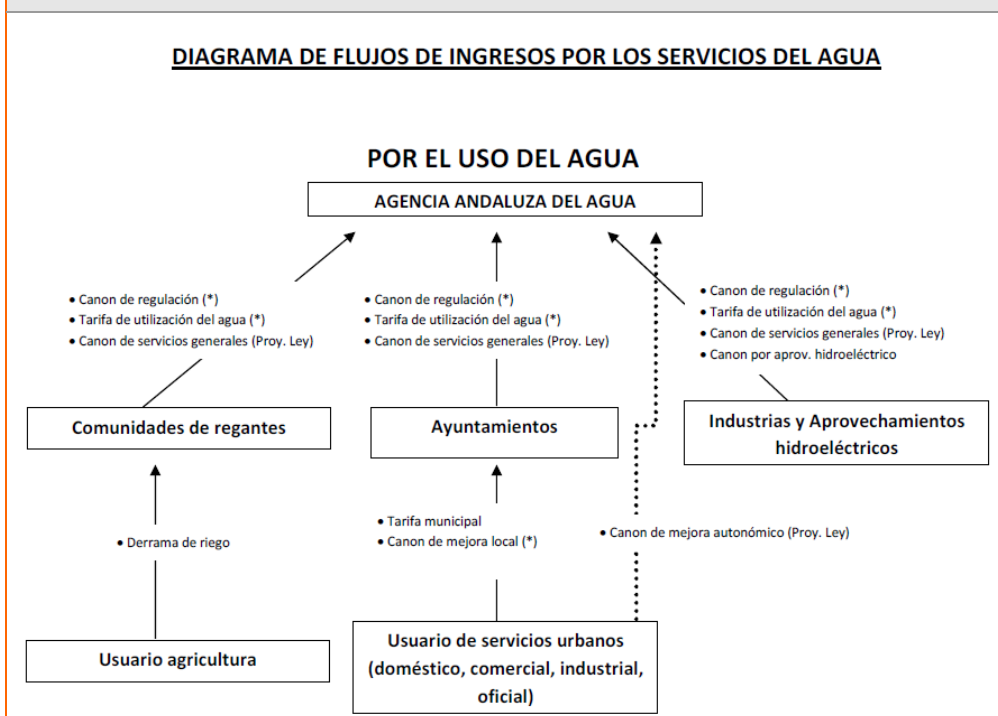 DIAGRAMA DE FLUJOS DE INGRESOS POR LOS SERVICIOS DEL AGUA
POR EL USO DEL AGUA
AGENCIA ANDALUZA DEL AGUA
• Canon de regulación (*)
• Tarifa de utilización del agua (*)
• Canon de servicios generales (Proy. Ley)
• Canon de regulación (*)
• Tarifa de utilización del agua (*)
• Canon de servicios generales (Proy. Ley)
• Canon de regulación (*)
• Tarifa de utilización del agua (*)
• Canon de servicios generales (Proy. Ley)
• Canon por aprov. hidroeléctrico
Comunidades de regantes
Ayuntamientos
Industrias y Aprovechamientos
hidroeléctricos
• Derrama de riego
• Tarifa municipal
• Canon de mejora local (*)
• Canon de mejora autonómico (Proy. Ley)
Usuario agricultura
Usuario de servicios urbanos
(doméstico, comercial, industrial,
oficial)